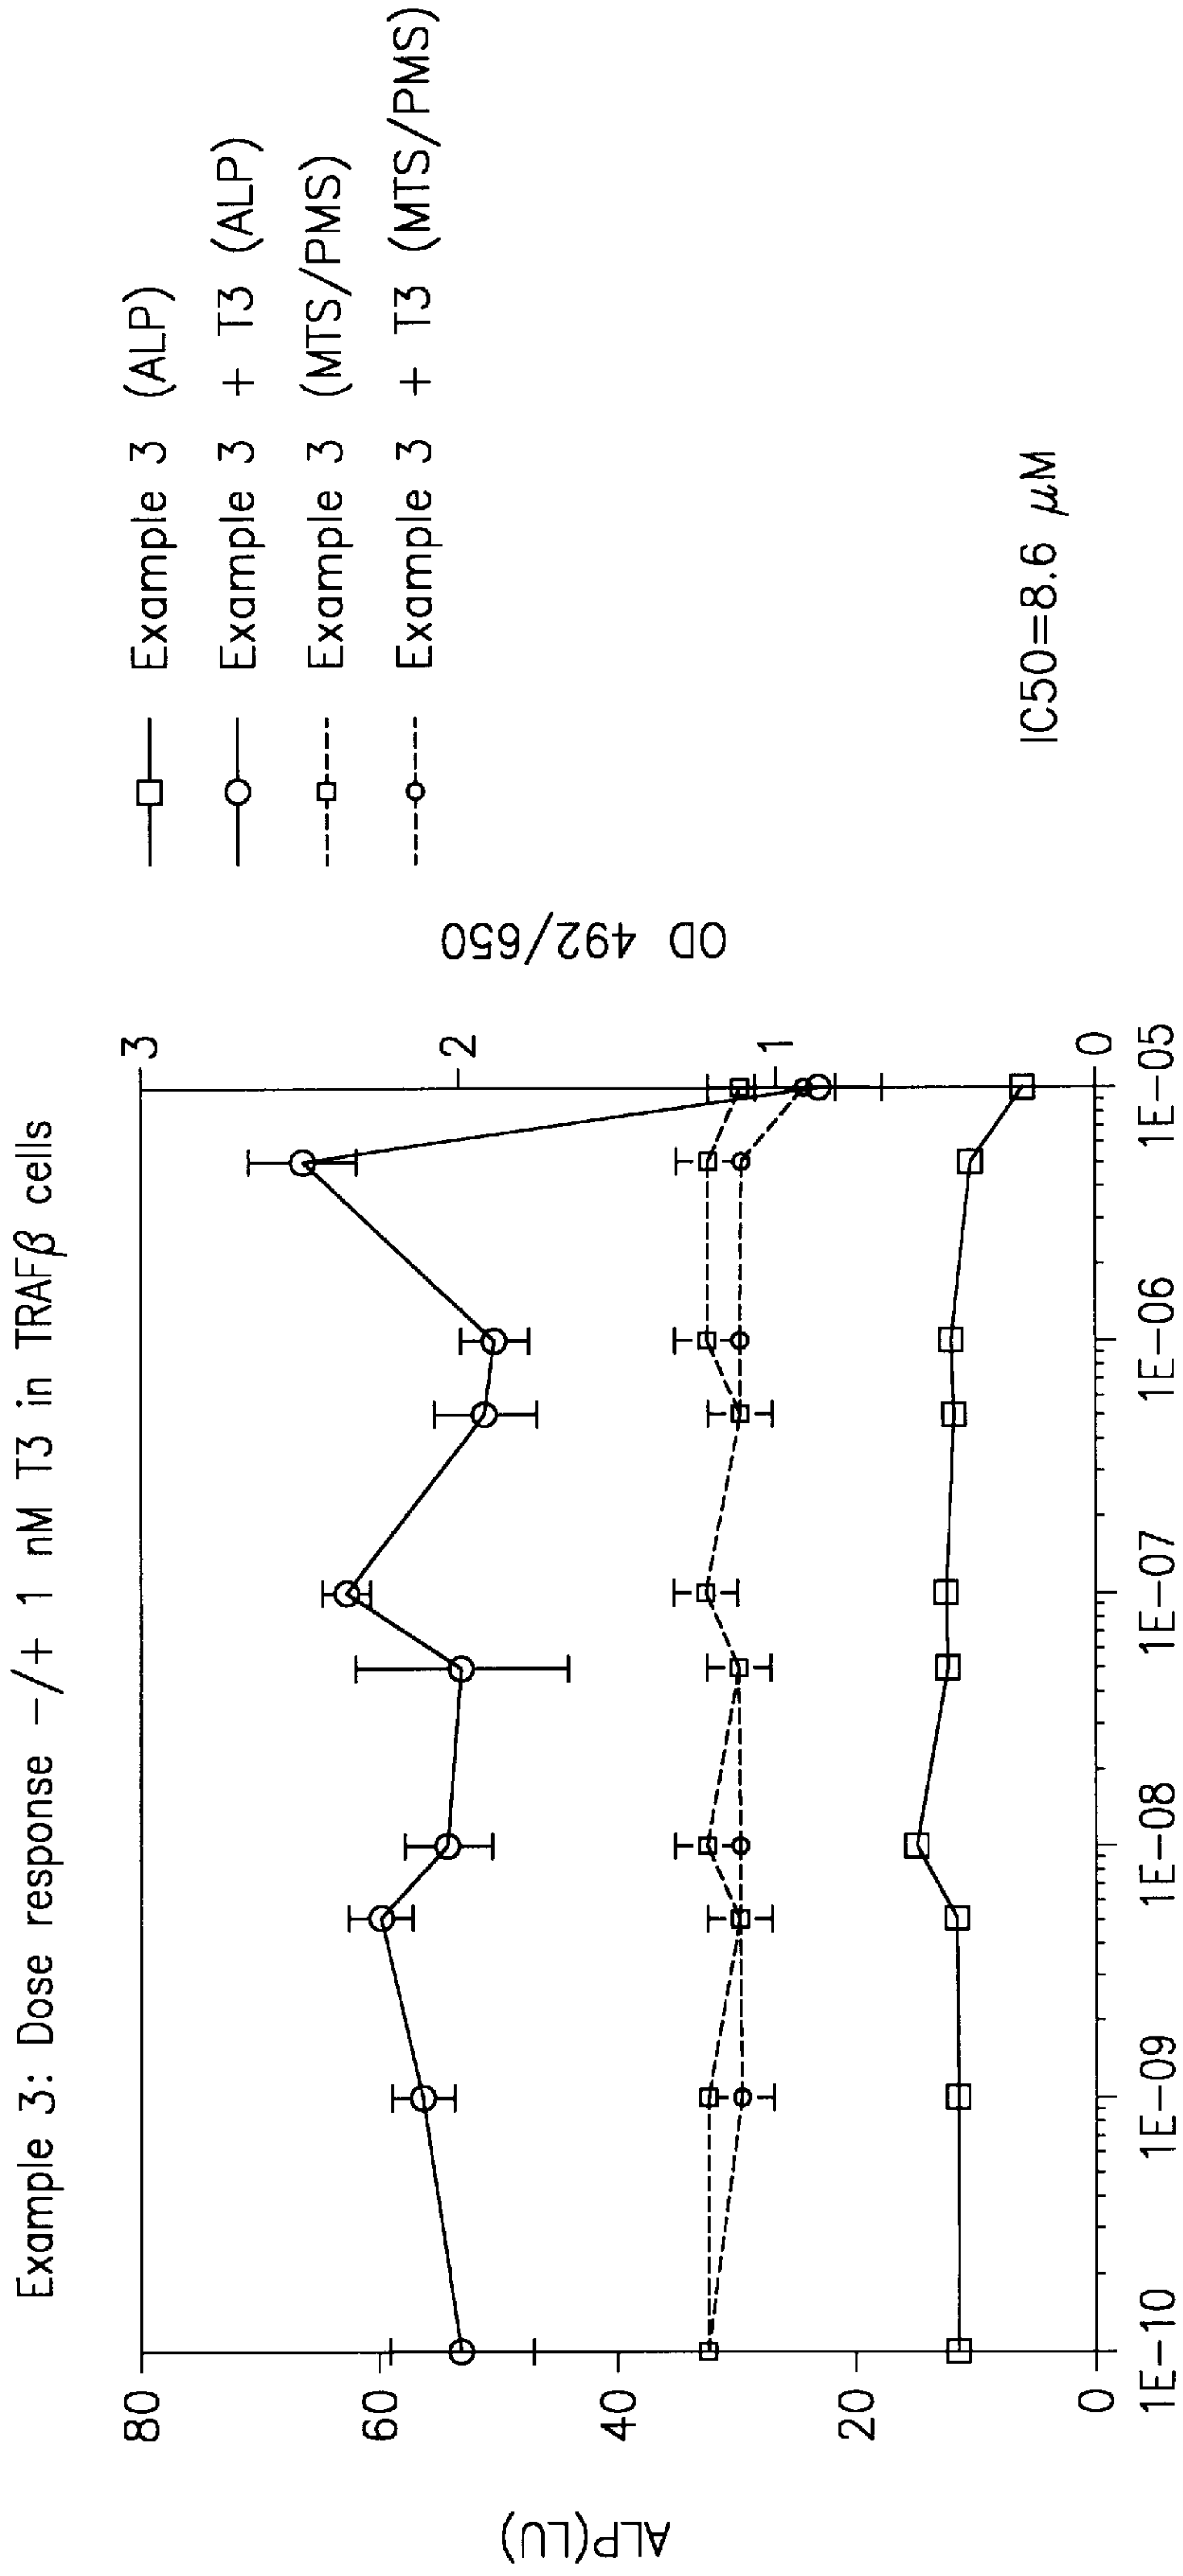 Example 3: Dose response −/+ 1 nM T3 in TRAFβ cells
ALP(LU)
80
60
40
20
0
1E−10
1E−09
1E−08
1E−07
1E−06
1E−05
3
2
1
0
OD 492/650
Example 3 (ALP)
Example 3 + T3 (ALP)
Example 3 (MTS/PMS)
Example 3 + T3 (MTS/PMS)
IC50=8.6 μM